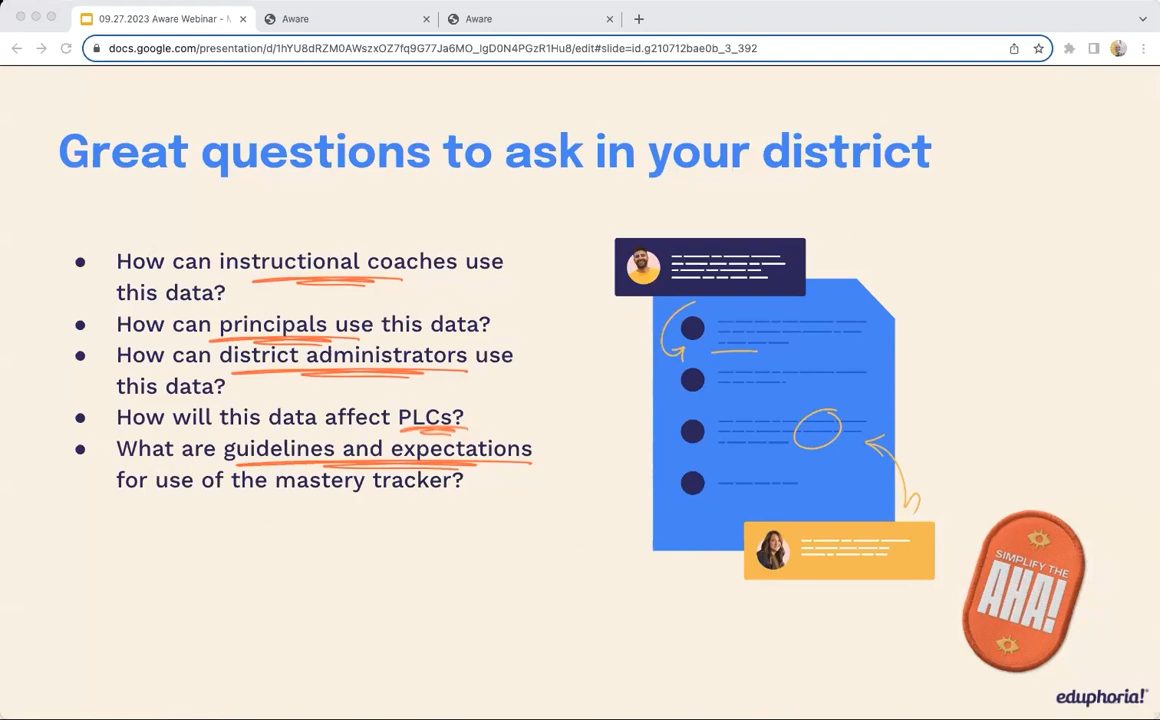 09.27.2023 Aware Webinar - M
Aware
Aware
docs.google.com/presentation/d/1hYU8dRZM0AWszxOZ7fq9G77Ja6MO_IgD0N4PGzR1Hu8/edit#slide=id.g210712bae0b_3_392
Great questions to ask in your district
• How can instructional coaches use
this data?
• How can principals use this data?
• How can district administrators use
this data?
• How will this data affect PLCs?
• What are guidelines and expectations
for use of the mastery tracker?
SIMPLIFY THE
AHA!
eduphoria!